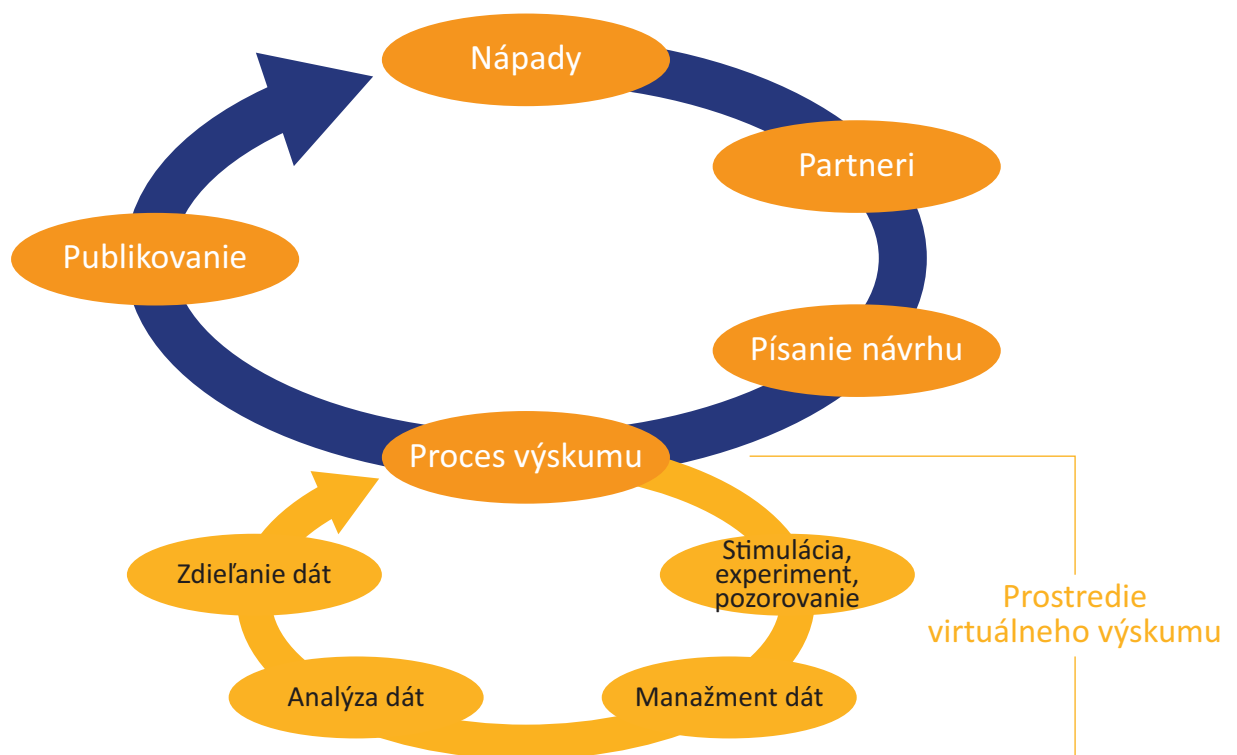 Nápady
Partneri
Publikovanie
Písanie návrhu
Proces výskumu
Zdieľanie dát
Stimulácia,
experiment,
pozorovanie
Prostredie
virtuálneho výskumu
Analýza dát
Manažment dát